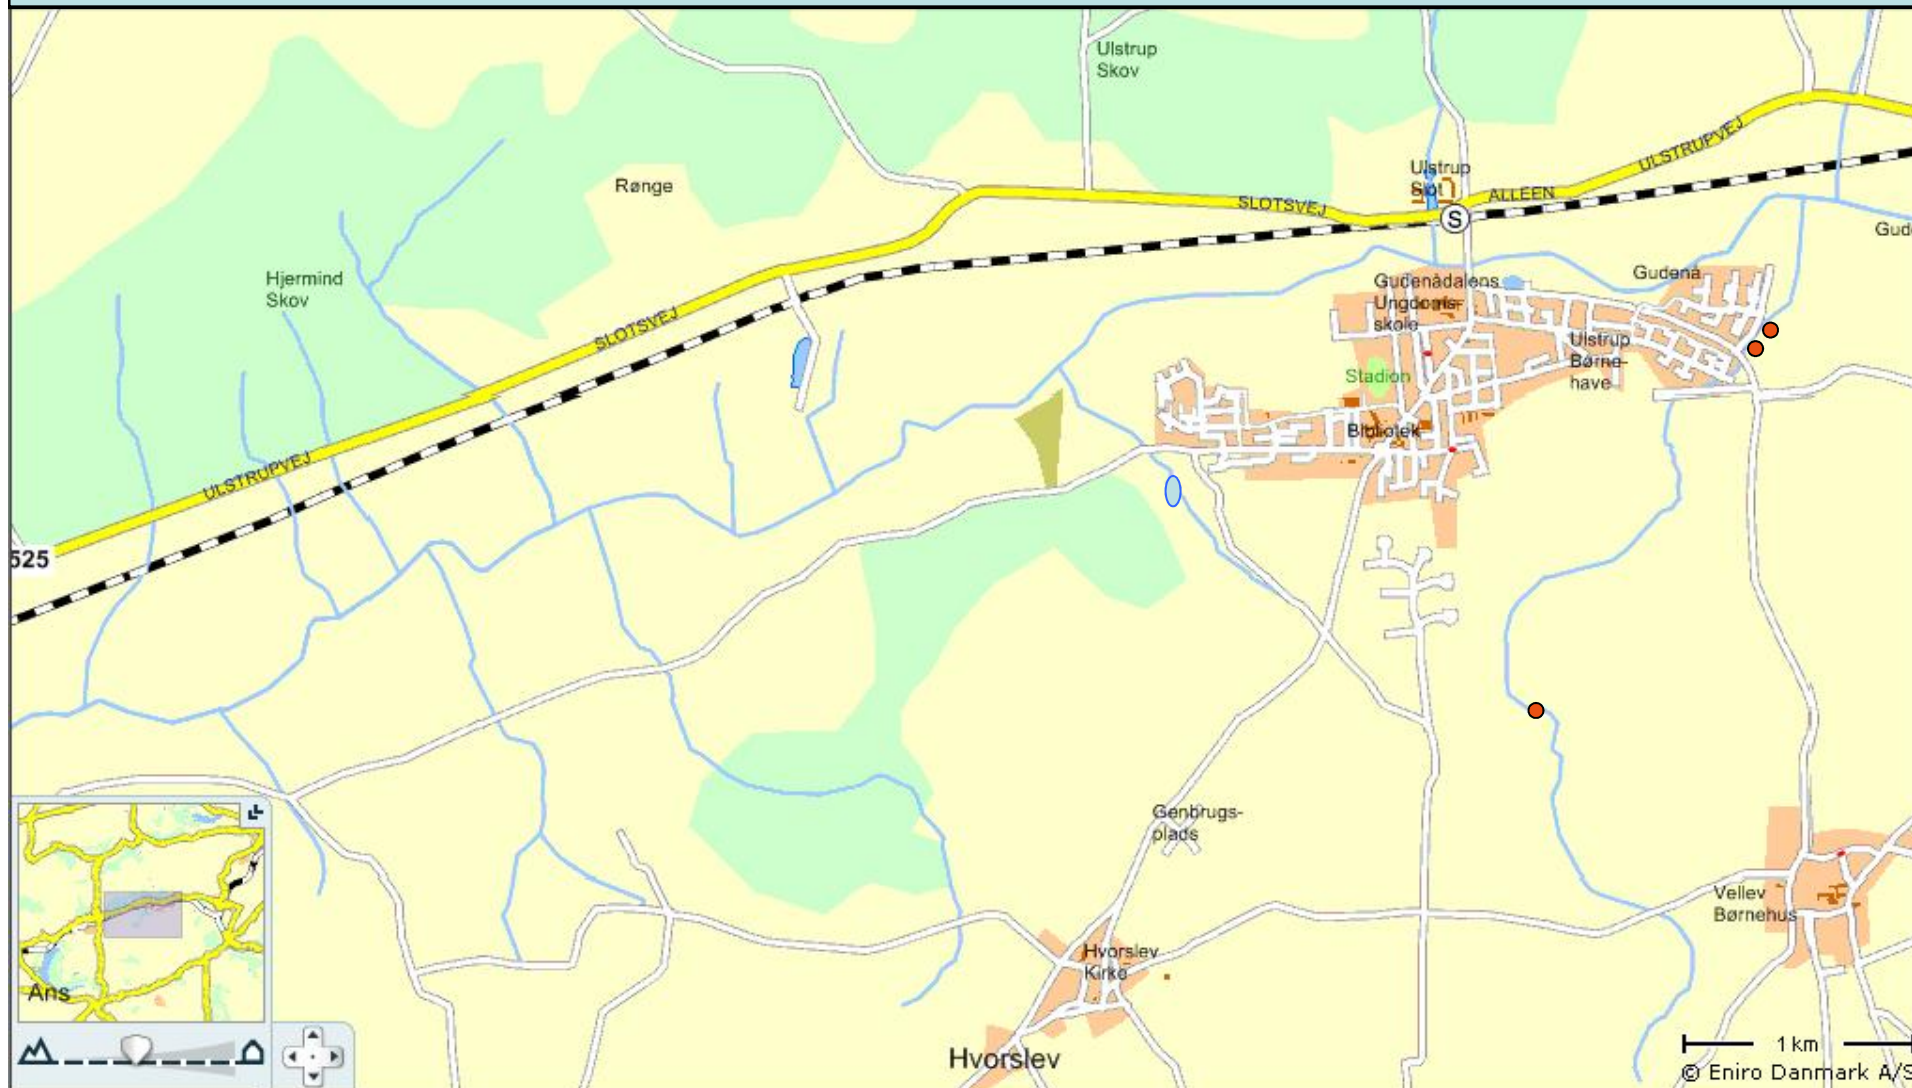 Ulstrup
Skov
ULSTRUPVEJ
Rønge
Ulstrup
Slot
SLOTSVEJ
ALLEEN
S
Hjermind
Skov
Gudenådalens
Ungdoms-
skole
Gudenå
SLOTSVEJ
Ulstrup
Børne-
have
Stadion
Bibliotek
ULSTRUPVEJ
525
Genbrugs-
plads
Vellev
Børnehus
Hvorslev
Kirke
Ans
Hvorslev
1 km
© Eniro Danmark A/S